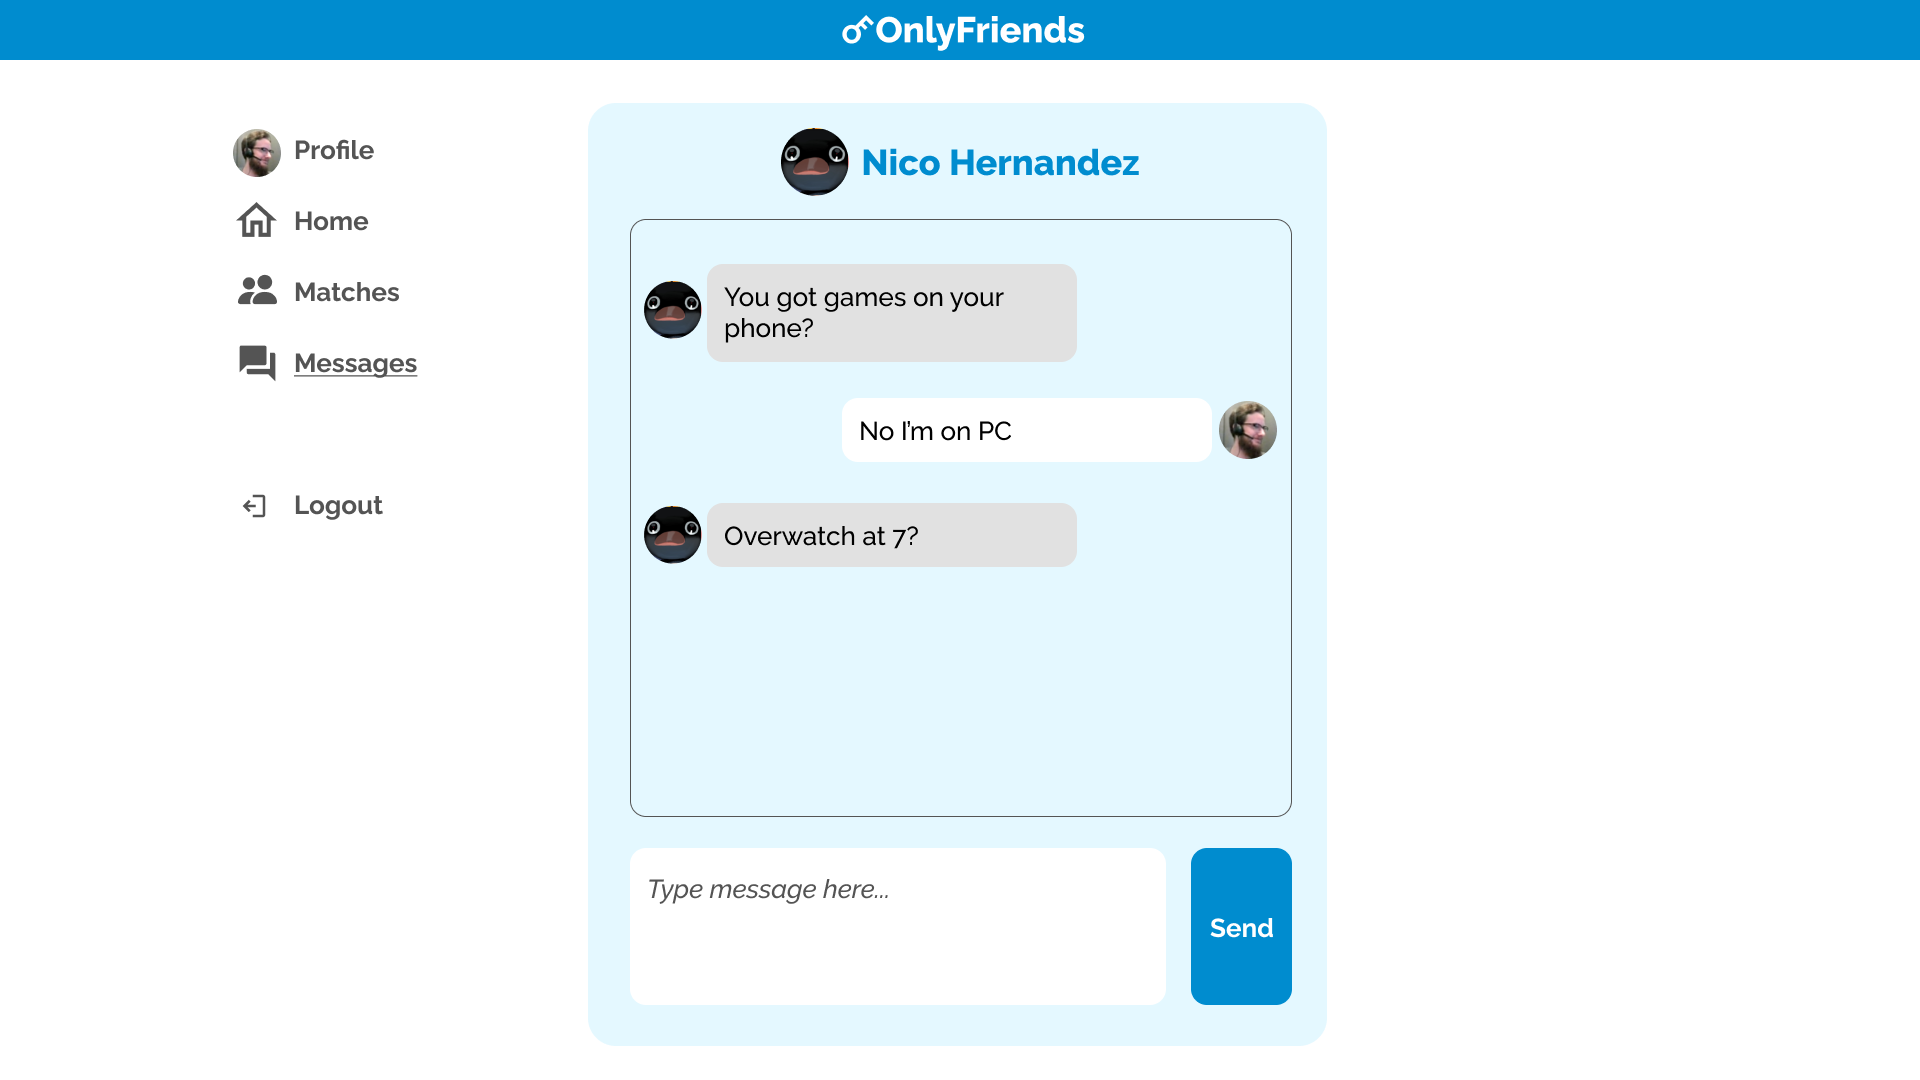 OnlyFriends
Profile
Home
Matches
Messages
Logout
Nico Hernandez
You got games on your
phone?
No I'm on PC
Overwatch at 7?
Type message here...
Send